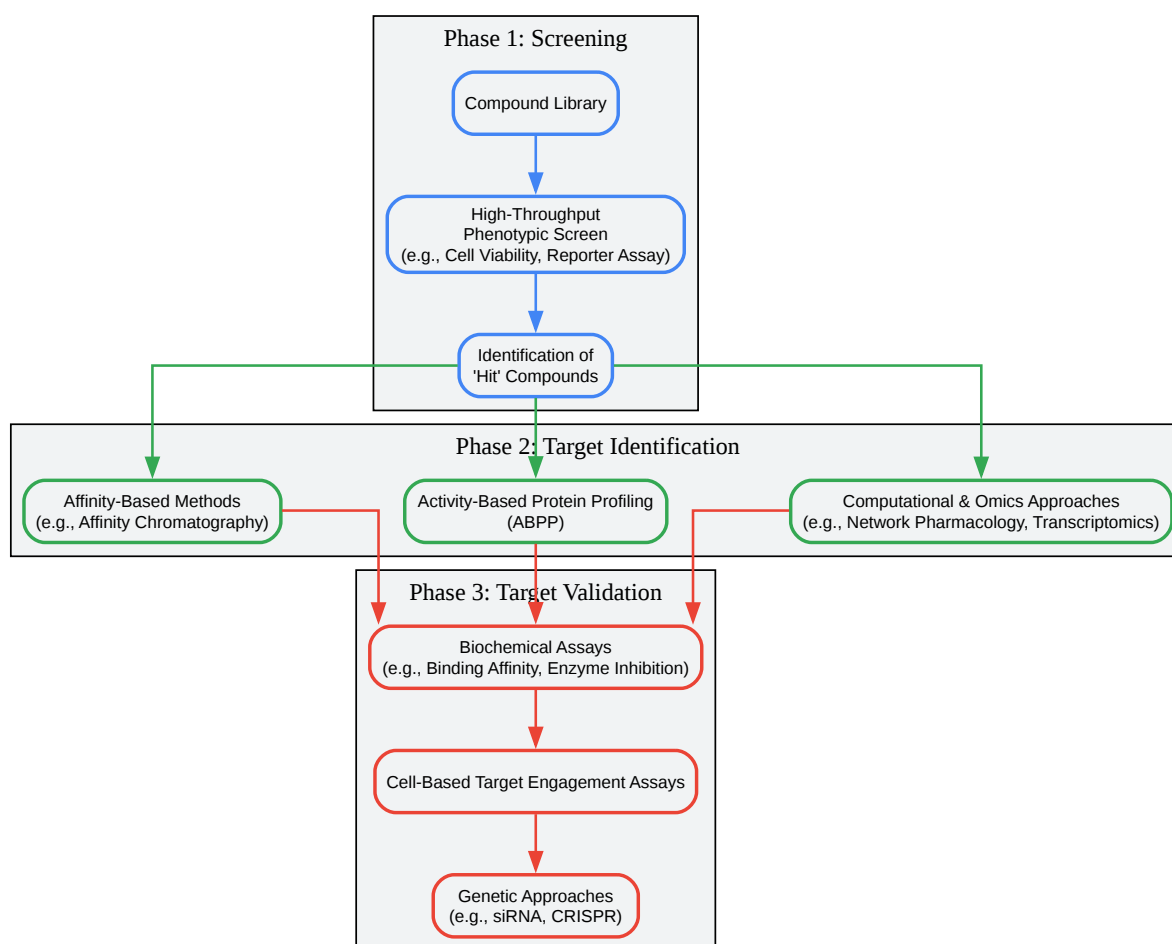 Phase 1: Screening
Compound Library
High-Throughput
Phenotypic Screen
(e.g., Cell Viability, Reporter Assay)
Identification of
'Hit' Compounds
Phase 2: Target Identification
Affinity-Based Methods
(e.g., Affinity Chromatography)
Activity-Based Protein Profiling
(ABPP)
Computational & Omics Approaches
(e.g., Network Pharmacology, Transcriptomics)
Phase 3: Target Validation
Biochemical Assays
(e.g., Binding Affinity, Enzyme Inhibition)
Cell-Based Target Engagement Assays
Genetic Approaches
(e.g., siRNA, CRISPR)